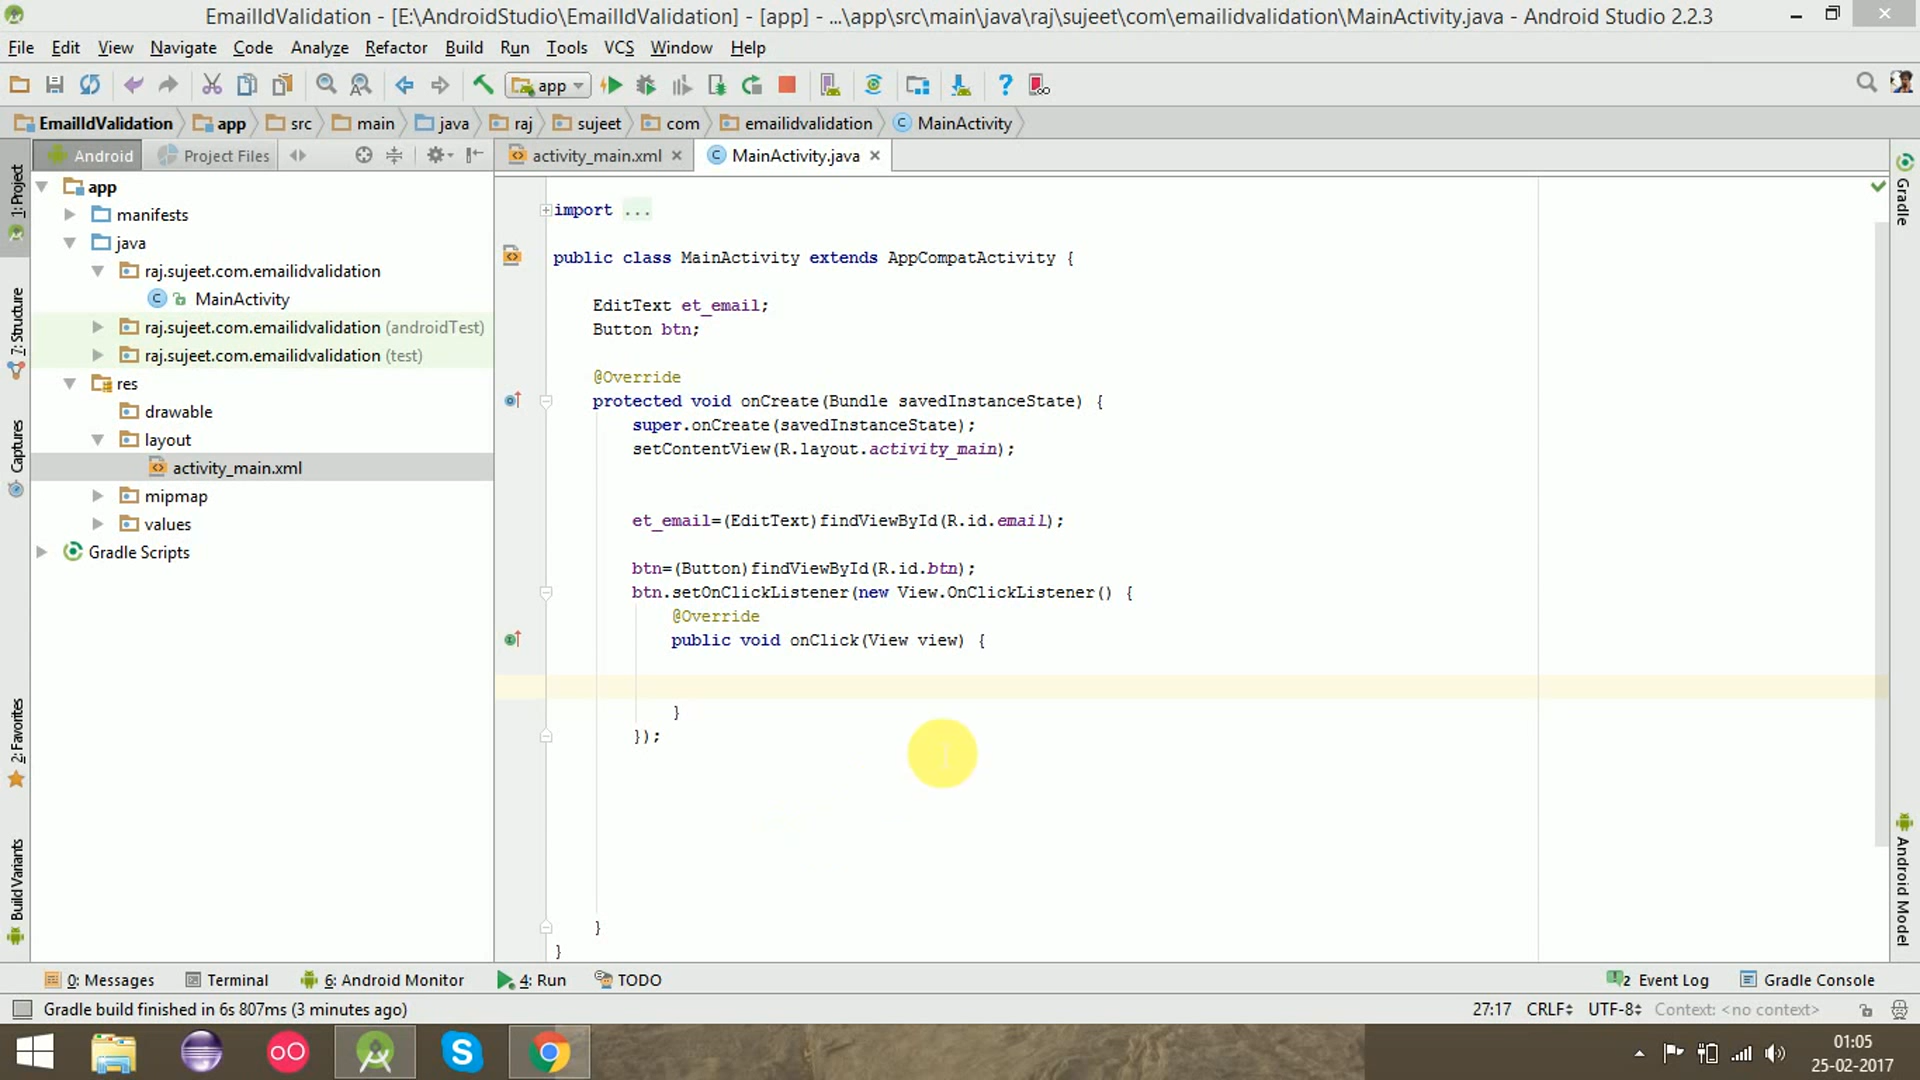 EmailIdValidation - [E:\AndroidStudio\EmailIdValidation] - [app] - ...\app\src\main\java\raj\sujeet\com\emailidvalidation\MainActivity.java - Android Studio 2.2.3
File Edit View Navigate Code Analyze Refactor Build Run Tools VCS Window Help
app
EmailIdValidation app src main java raj sujeet com emailidvalidation MainActivity
Android Project Files activity_main.xml MainActivity.java
1: Project
7: Structure
Captures
2: Favorites
Build Variants
app
manifests
java
raj.sujeet.com.emailidvalidation
MainActivity
raj.sujeet.com.emailidvalidation (androidTest)
raj.sujeet.com.emailidvalidation (test)
res
drawable
layout
activity_main.xml
mipmap
values
Gradle Scripts
import ...
public class MainActivity extends AppCompatActivity {
EditText et_email;
Button btn;
@Override
protected void onCreate(Bundle savedInstanceState) {
super.onCreate(savedInstanceState);
setContentView(R.layout.activity_main);
et_email=(EditText)findViewById(R.id.email);
btn=(Button)findViewById(R.id.btn);
btn.setOnClickListener(new View.OnClickListener() {
@Override
public void onClick(View view) {
}
});
}
}
Gradle
Android Model
0: Messages Terminal 6: Android Monitor 4: Run TODO 2 Event Log Gradle Console
Gradle build finished in 6s 807ms (3 minutes ago) 27:17 CRLF UTF-8 Context: <no context>
01:05
25-02-2017